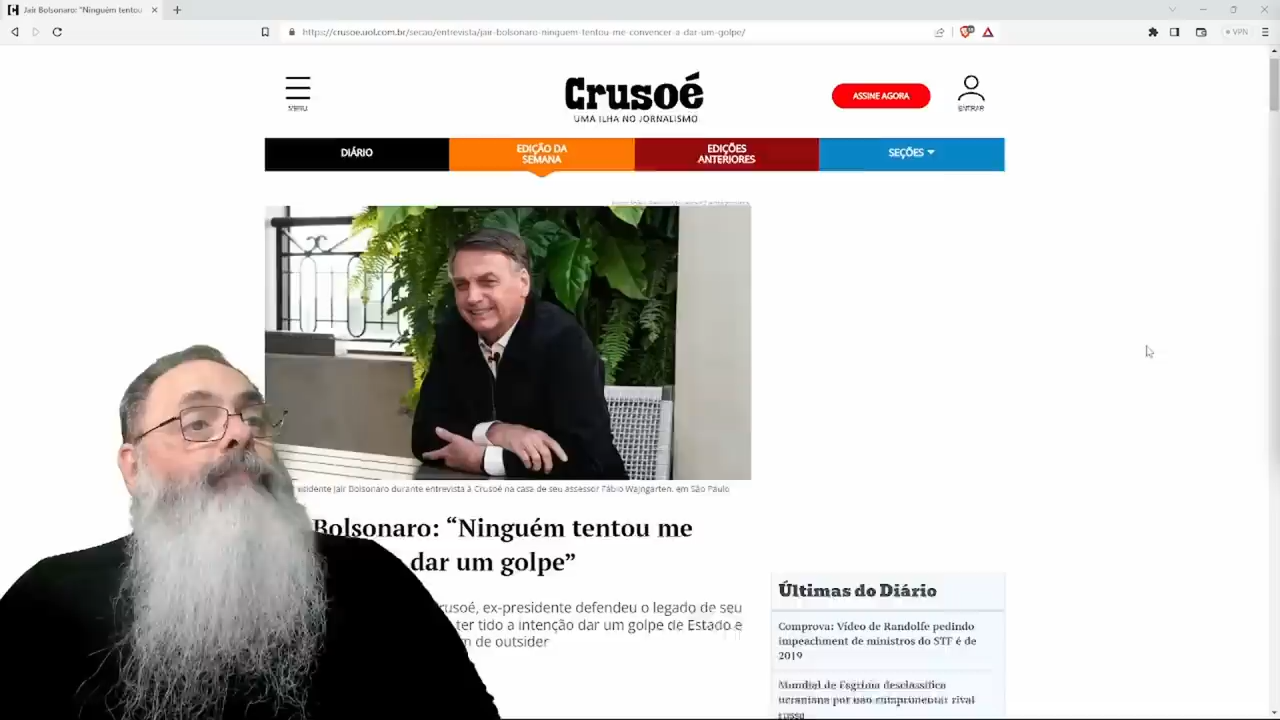 Jair Bolsonaro: "Ninguém tentou
https://crusoe.uol.com.br/secao/entrevista/jair-bolsonaro-ninguem-tentou-me-convencer-a-dar-um-golpe/
VPN
MENU
Crusoé
UMA ILHA NO JORNALISMO
ASSINE AGORA
ENTRAR
DIÁRIO
EDIÇÃO DA
SEMANA
EDIÇÕES
ANTERIORES
SEÇÕES
esidente Jair Bolsonaro durante entrevista à Crusoé na casa de seu assessor Fábio Wajngarten, em São Paulo
Bolsonaro: “Ninguém tentou me
dar um golpe”
rusoé, ex-presidente defendeu o legado de seu
ter tido a intenção dar um golpe de Estado e
m de outsider
Últimas do Diário
Comprova: Vídeo de Randolfe pedindo
impeachment de ministros do STF é de
2019
Mundial de Esgrima desclassifica
ucraniana por não cumprimentar rival
russa